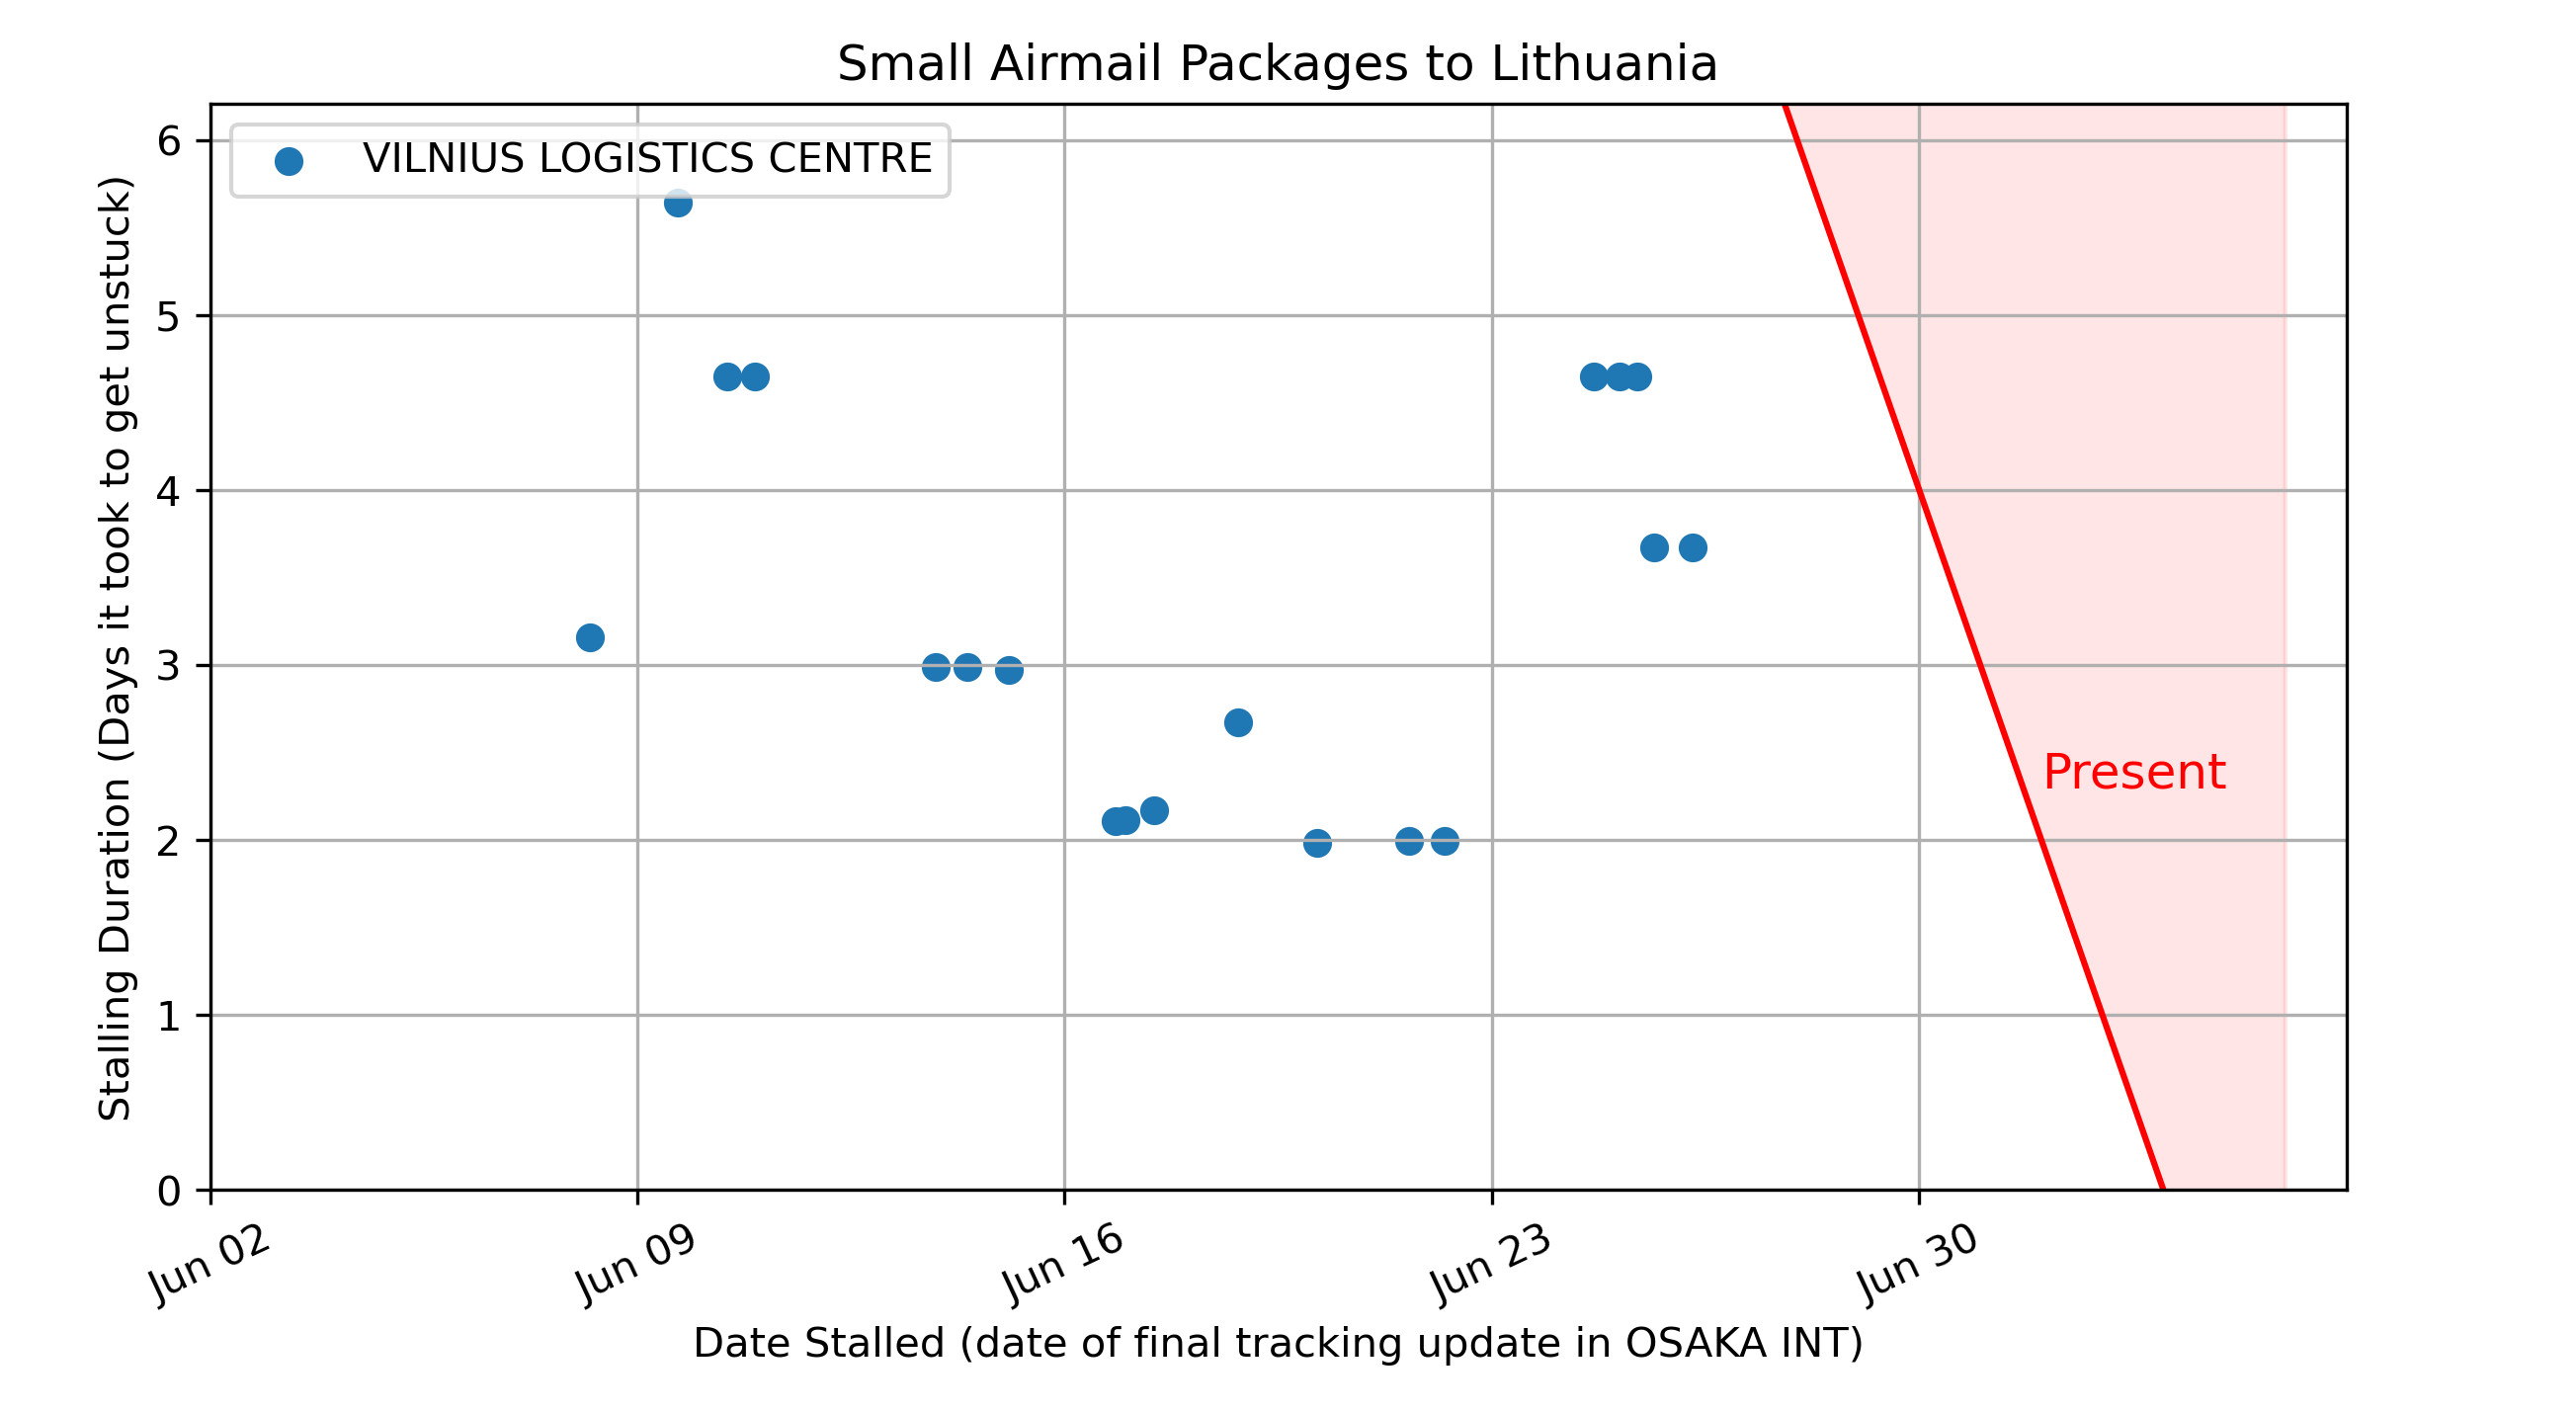 Small Airmail Packages to Lithuania
VILNIUS LOGISTICS CENTRE
Stalling Duration (Days it took to get unstuck)
6
5
4
3
2
1
0
Present
Jun 02
Jun 09
Jun 16
Jun 23
Jun 30
Date Stalled (date of final tracking update in OSAKA INT)